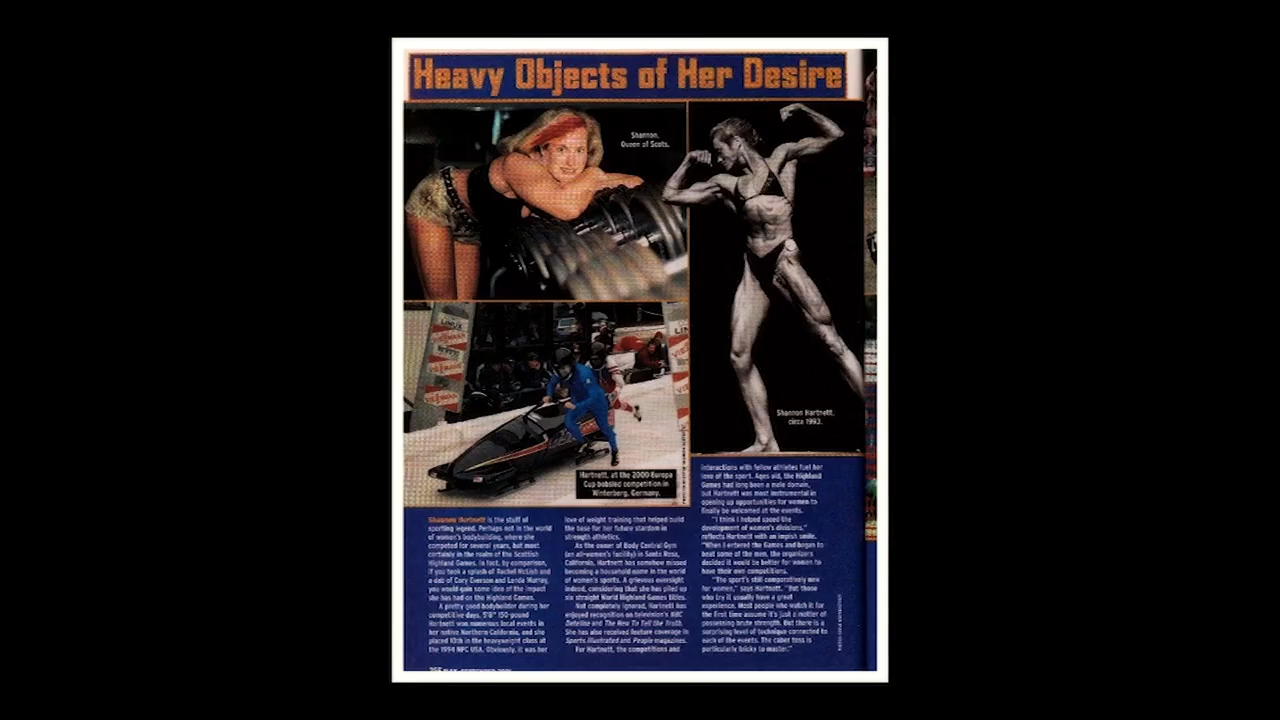 Heavy Objects of Her Desire
Shannon,
Queen of Scots.
Shannon Hartnett,
circa 1993.
Hartnett, at the 2000 Europa
Cup bobsled competition in
Winterberg, Germany.
Shannon Hartnett is the stuff of
sporting legend. Perhaps not in the world
of women's bodybuilding, where she
competed for several years, but most
certainly in the realm of the Scottish
Highland Games. In fact, by comparison,
if you took a splash of Rachel McLish and
a dab of Cory Everson and Lenda Murray,
you would gain some idea of the impact
she has had on the Highland Games.
A pretty good bodybuilder during her
competitive days, 5'8" 150-pound
Hartnett won numerous local events in
her native Northern California, and she
placed 10th in the heavyweight class at
the 1994 NPC USA. Obviously, it was her
love of weight training that helped build
the base for her future stardom in
strength athletics.
As the owner of Body Central Gym
(an all-women's facility) in Santa Rosa,
California, Hartnett has somehow missed
becoming a household name in the world
of women's sports. A grievous oversight
indeed, considering that she has piled up
six straight World Highland Games titles.
Not completely ignored, Hartnett has
enjoyed recognition on television's NBC
Dateline and The New To Tell the Truth.
She has also received feature coverage in
Sports Illustrated and People magazines.
For Hartnett, the competitions and
interactions with fellow athletes fuel her
love of the sport. Ages old, the Highland
Games had long been a male domain,
but Hartnett was most instrumental in
opening up opportunities for women to
finally be welcomed at the events.
"I think I helped speed the
development of women's divisions,"
reflects Hartnett with an impish smile.
"When I entered the Games and began to
beat some of the men, the organizers
decided it would be better for women to
have their own competitions.
"The sport's still comparatively new
for women," says Hartnett. "But those
who try it usually have a great
experience. Most people who watch it for
the first time assume it's just a matter of
possessing brute strength. But there is a
surprising level of technique connected to
each of the events. The caber toss is
particularly tricky to master."